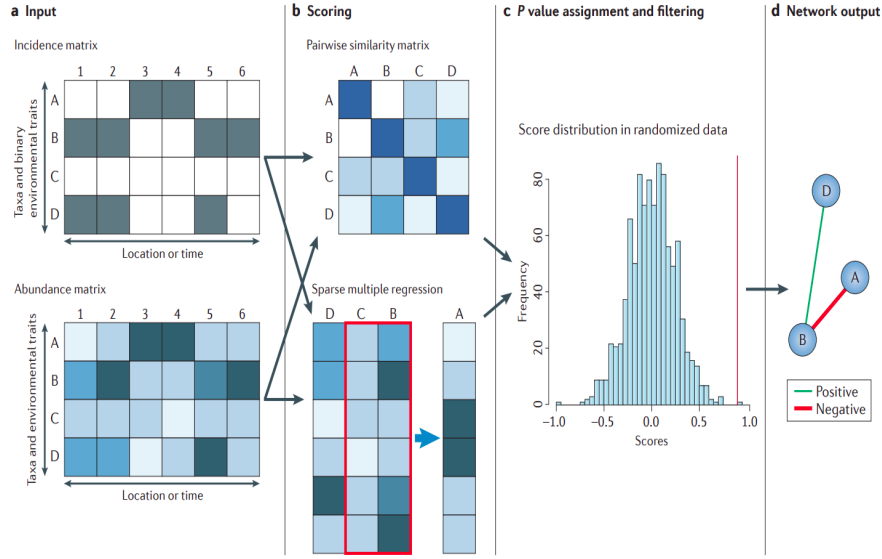 a Input
Incidence matrix
1 2 3 4 5 6
A
B
C
D
Taxa and binary
environmental traits
Location or time
Abundance matrix
1 2 3 4 5 6
A
B
C
D
Taxa and environmental traits
Location or time
b Scoring
Pairwise similarity matrix
A B C D
A
B
C
D
Sparse multiple regression
D C B A
c P value assignment and filtering
Score distribution in randomized data
Frequency
80
60
40
20
0
−1.0 −0.5 0.0 0.5 1.0
Scores
d Network output
D
A
B
Positive
Negative